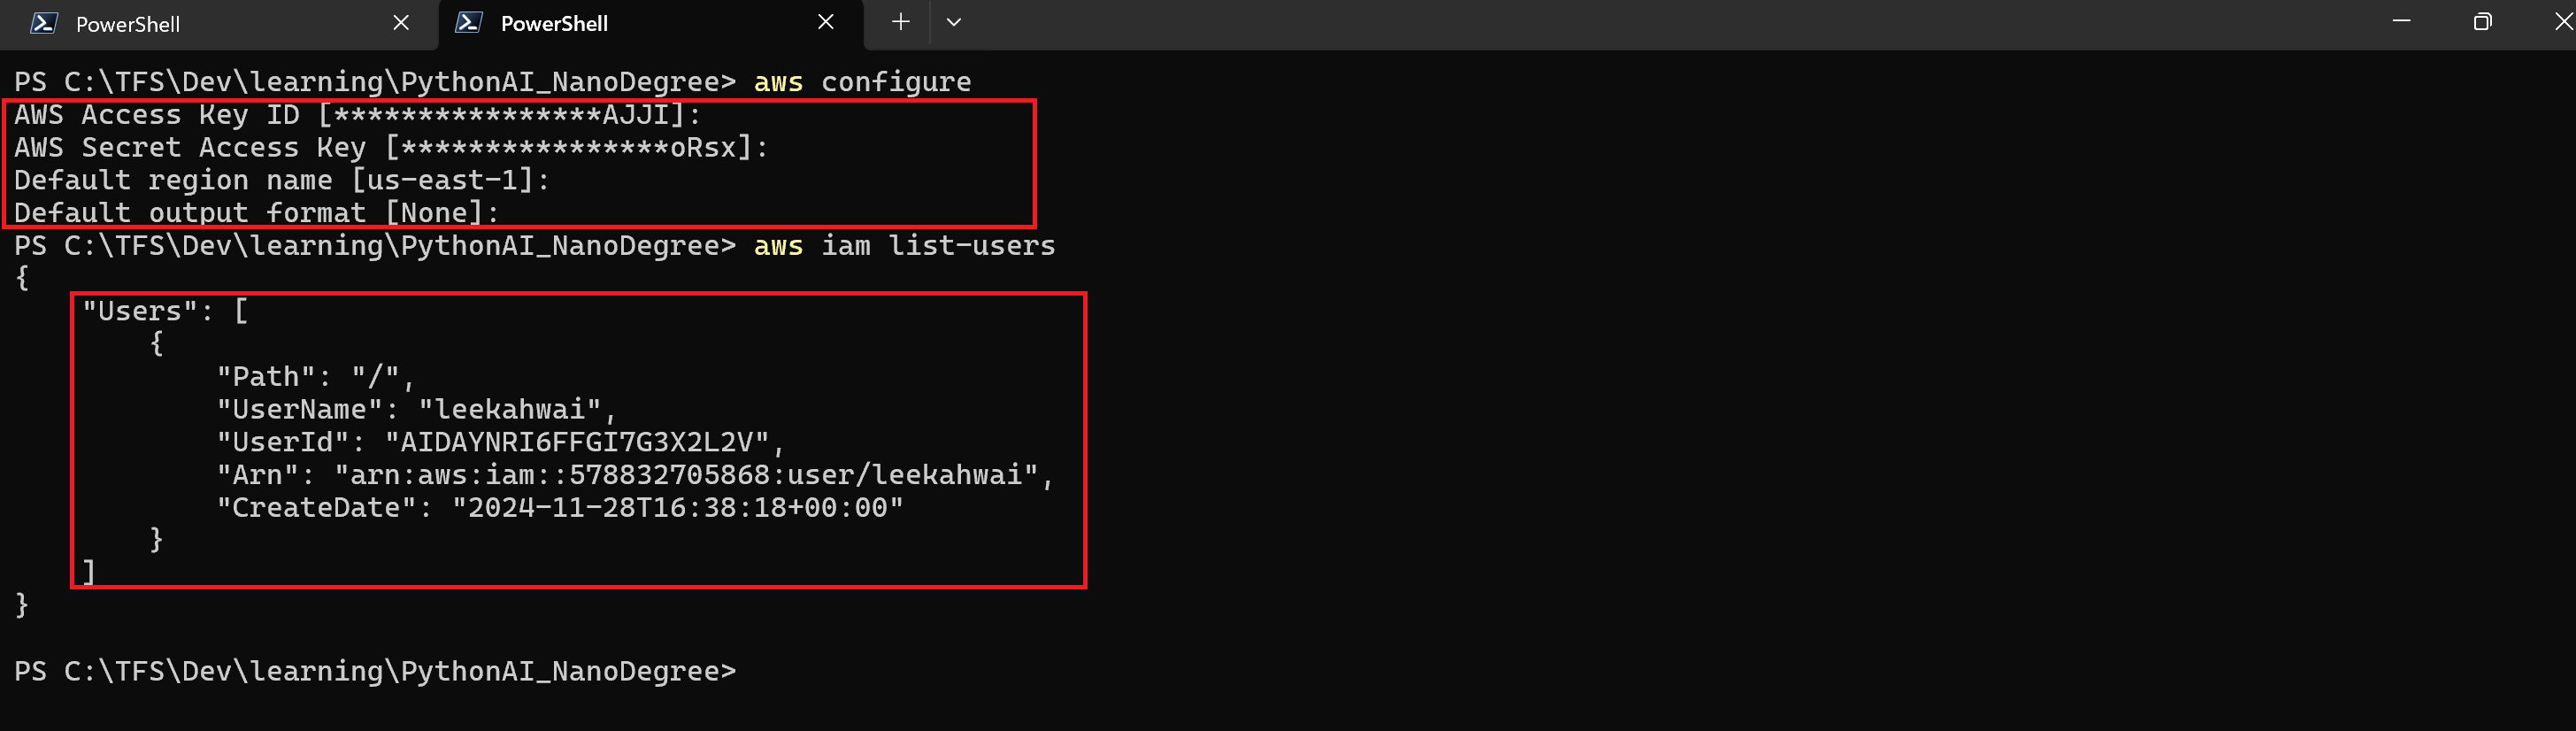 PowerShell
PowerShell
PS C:\TFS\Dev\learning\PythonAI_NanoDegree> aws configure
AWS Access Key ID [****************AJJI]:
AWS Secret Access Key [****************oRsx]:
Default region name [us-east-1]:
Default output format [None]:
PS C:\TFS\Dev\learning\PythonAI_NanoDegree> aws iam list-users
{
    "Users": [
        {
            "Path": "/",
            "UserName": "leekahwai",
            "UserId": "AIDAYNRI6FFGI7G3X2L2V",
            "Arn": "arn:aws:iam::578832705868:user/leekahwai",
            "CreateDate": "2024-11-28T16:38:18+00:00"
        }
    ]
}
PS C:\TFS\Dev\learning\PythonAI_NanoDegree>